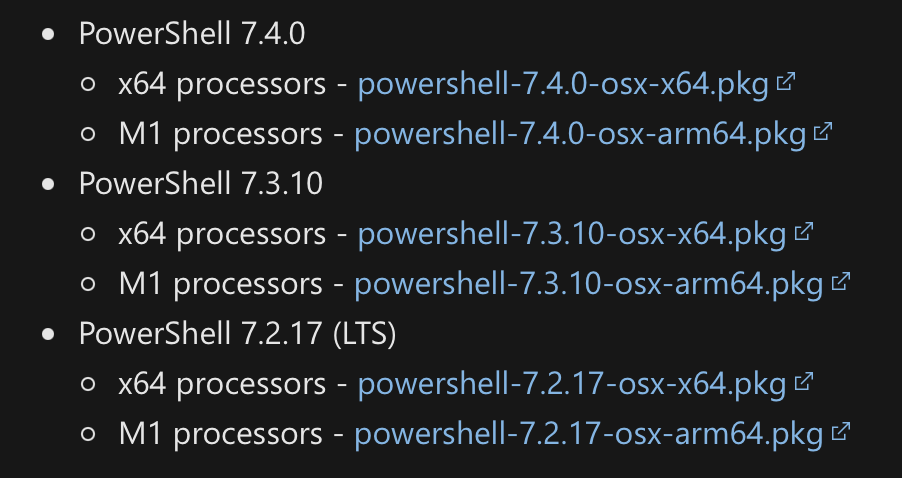 PowerShell 7.4.0
x64 processors - powershell-7.4.0-osx-x64.pkg
M1 processors - powershell-7.4.0-osx-arm64.pkg
PowerShell 7.3.10
x64 processors - powershell-7.3.10-osx-x64.pkg
M1 processors - powershell-7.3.10-osx-arm64.pkg
PowerShell 7.2.17 (LTS)
x64 processors - powershell-7.2.17-osx-x64.pkg
M1 processors - powershell-7.2.17-osx-arm64.pkg